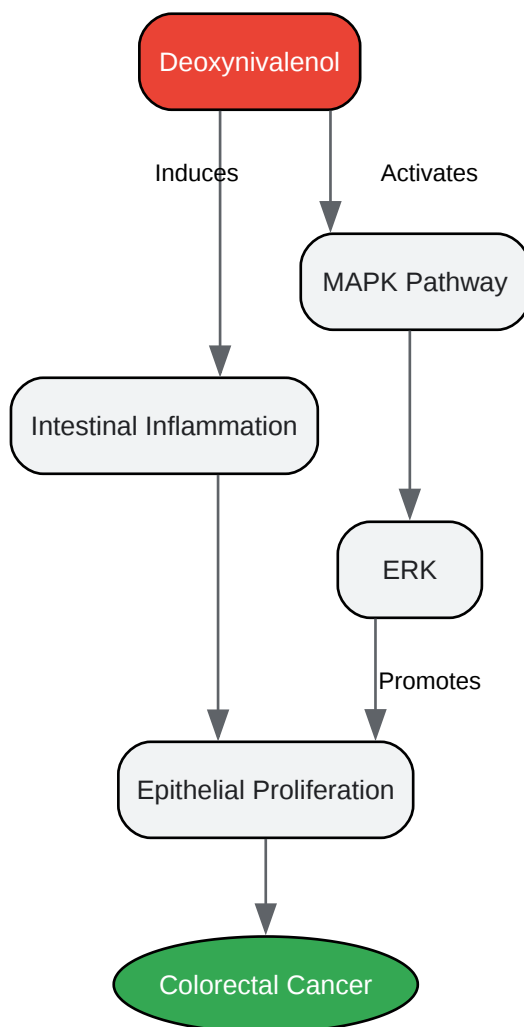 Deoxynivalenol
Induces
Activates
MAPK Pathway
Intestinal Inflammation
ERK
Promotes
Epithelial Proliferation
Colorectal Cancer